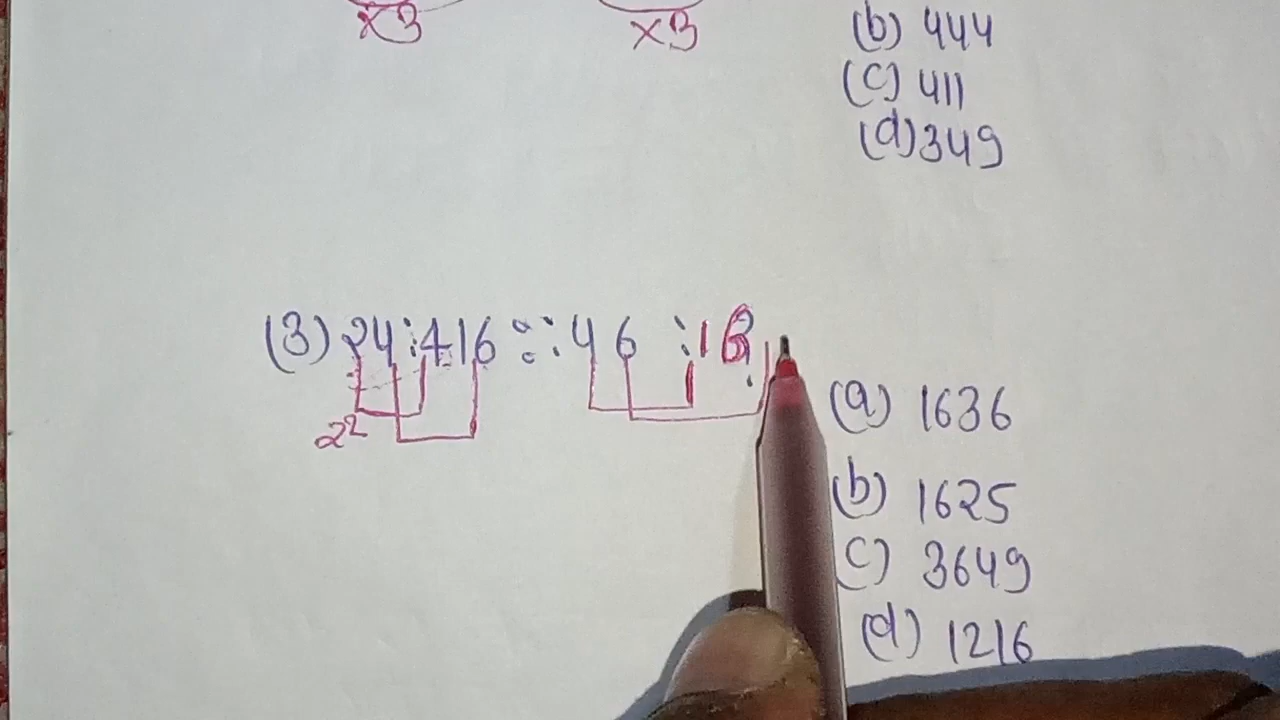 ×3 ×3
(b) 444
(c) 411
(d) 349
(3) 24 : 416 :: 46 : 16
2²
(a) 1636
(b) 1625
(c) 3649
(d) 1216